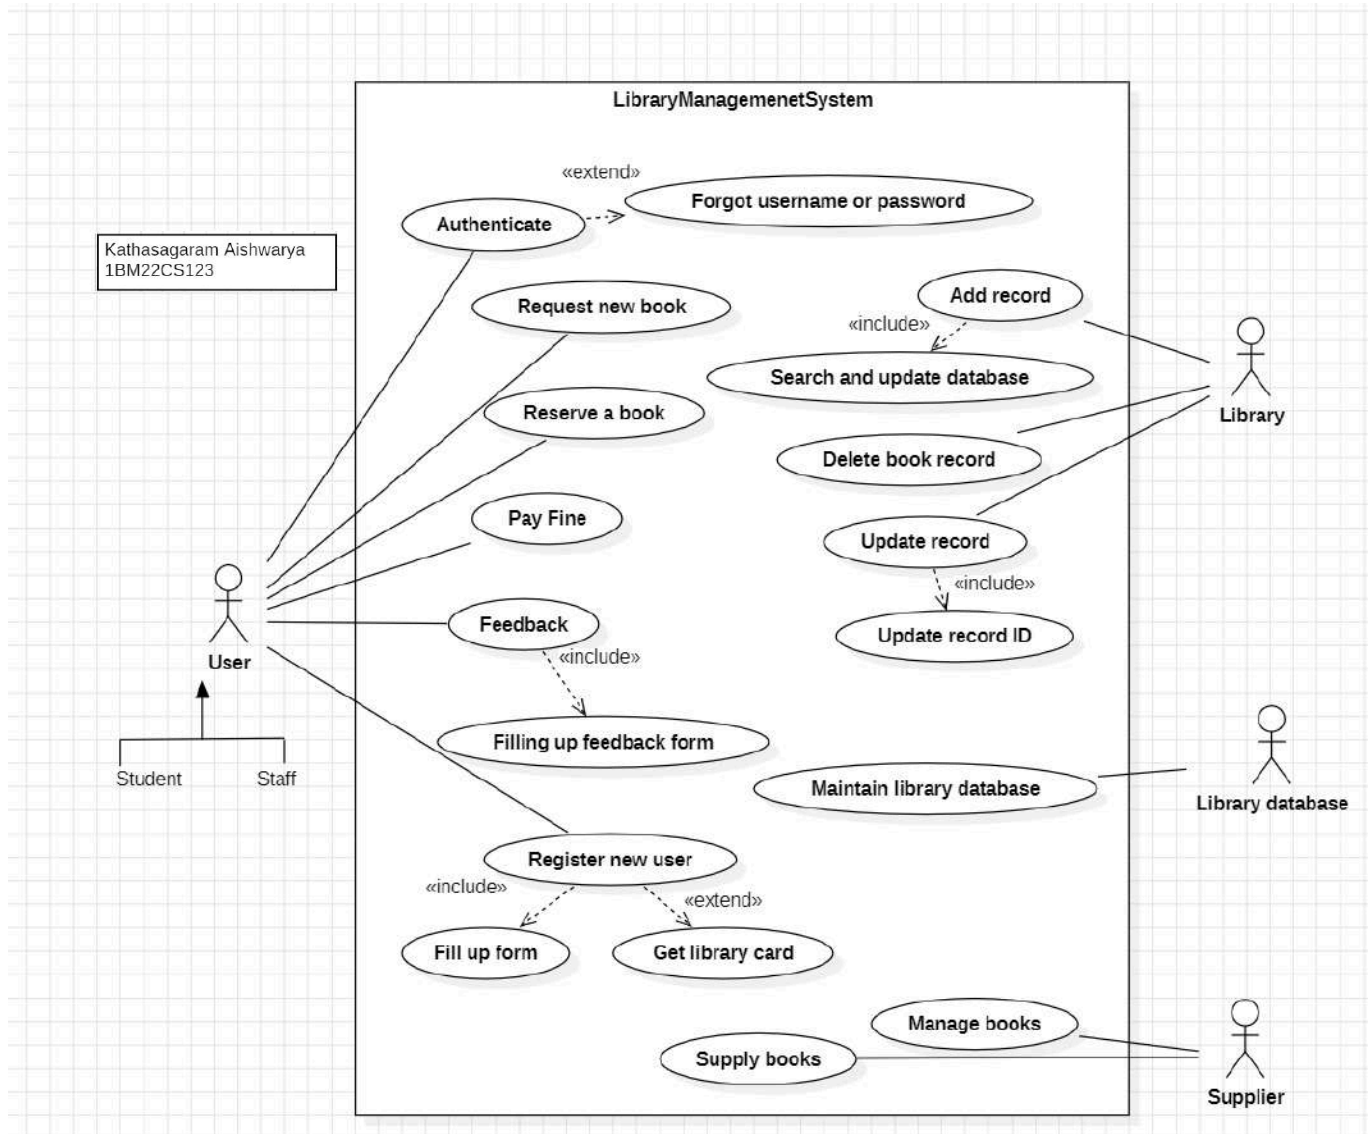 LibraryManagemenetSystem
«extend»
Forgot username or password
Authenticate
Kathasagaram Aishwarya
1BM22CS123
Request new book
Add record
«include»
Search and update database
Library
Reserve a book
Delete book record
Pay Fine
Update record
«include»
Update record ID
User
Feedback
«include»
Filling up feedback form
Student
Staff
Maintain library database
Library database
Register new user
«include»
«extend»
Fill up form
Get library card
Manage books
Supply books
Supplier